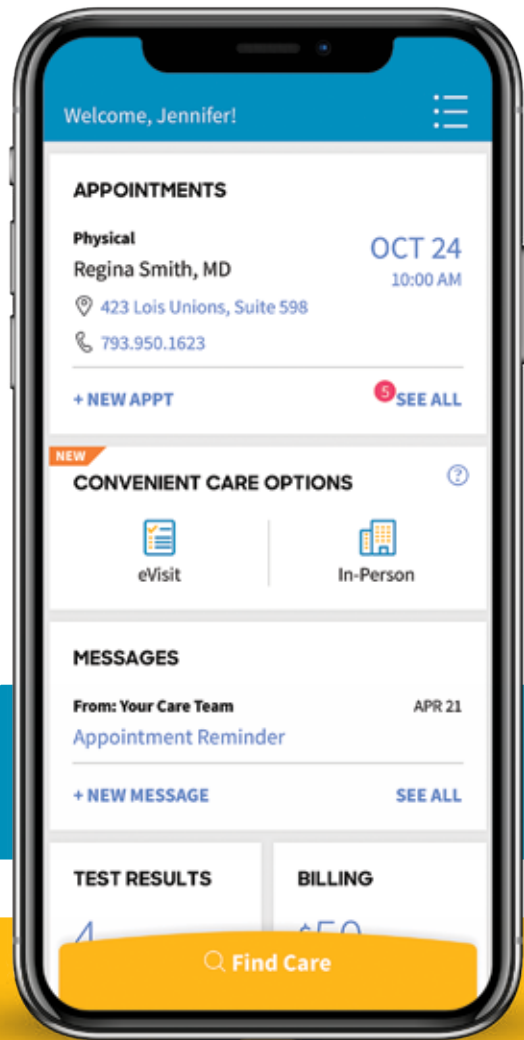 Welcome, Jennifer!
APPOINTMENTS
Physical
Regina Smith, MD
OCT 24
10:00 AM
423 Lois Unions, Suite 598
793.950.1623
+ NEW APPT
5
SEE ALL
NEW
CONVENIENT CARE OPTIONS
?
eVisit
In-Person
MESSAGES
From: Your Care Team
APR 21
Appointment Reminder
+ NEW MESSAGE
SEE ALL
TEST RESULTS
BILLING
4
$50
Find Care